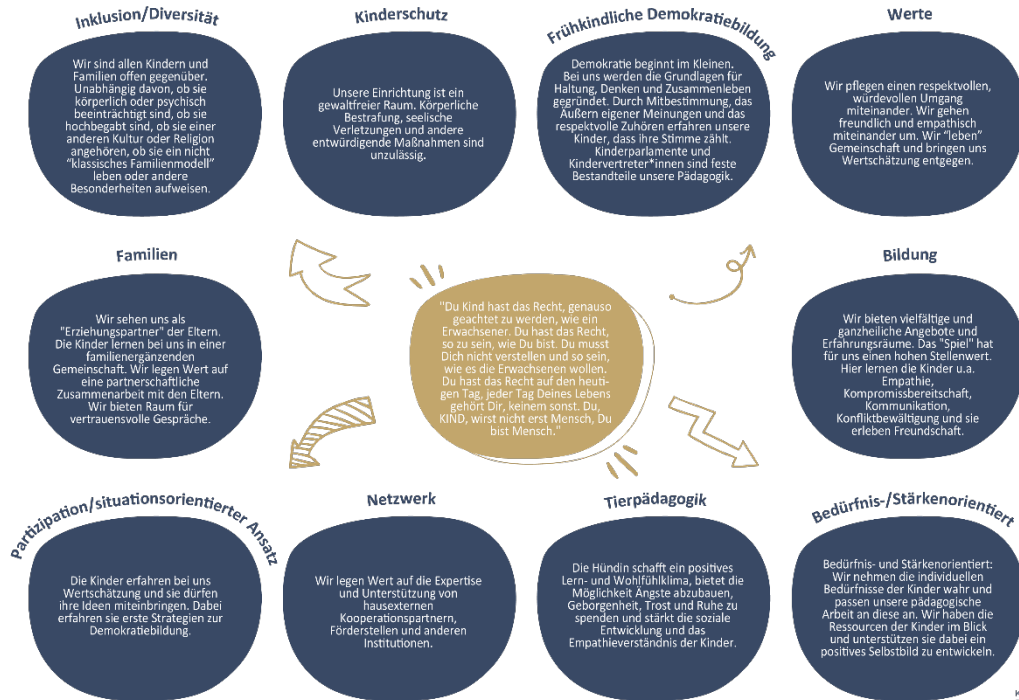 Inklusion/Diversität
Wir sind allen Kindern und
Familien offen gegenüber.
Unabhängig davon, ob sie
körperlich oder psychisch
beeinträchtigt sind, ob sie
hochbegabt sind, ob sie einer
anderen Kultur oder Religion
angehören, ob sie ein nicht
"klassisches Familienmodell"
leben oder andere
Besonderheiten aufweisen.
Kinderschutz
Unsere Einrichtung ist ein
gewaltfreier Raum. Körperliche
Bestrafung, seelische
Verletzungen und andere
entwürdigende Maßnahmen sind
unzulässig.
Frühkindliche Demokratiebildung
Demokratie beginnt im Kleinen.
Bei uns werden die Grundlagen für
Haltung, Denken und Zusammenleben
gegründet. Durch Mitbestimmung, das
Äußern eigener Meinungen und das
respektvolle Zuhören erfahren unsere
Kinder, dass ihre Stimme zählt.
Kinderparlamente und
Kindervertreter*innen sind feste
Bestandteile unsere Pädagogik.
Werte
Wir pflegen einen respektvollen,
würdevollen Umgang
miteinander. Wir gehen
freundlich und empathisch
miteinander um. Wir "leben"
Gemeinschaft und bringen uns
Wertschätzung entgegen.
Familien
Wir sehen uns als
"Erziehungspartner" der Eltern.
Die Kinder lernen bei uns in einer
familienergänzenden
Gemeinschaft. Wir legen Wert auf
eine partnerschaftliche
Zusammenarbeit mit den Eltern.
Wir bieten Raum für
vertrauensvolle Gespräche.
"Du Kind hast das Recht, genauso
geachtet zu werden, wie ein
Erwachsener. Du hast das Recht,
so zu sein, wie Du bist. Du musst
Dich nicht verstellen und so sein,
wie es die Erwachsenen wollen.
Du hast das Recht auf den heuti-
gen Tag, jeder Tag Deines Lebens
gehört Dir, keinem sonst. Du,
KIND, wirst nicht erst Mensch, Du
bist Mensch."
Bildung
Wir bieten vielfältige und
ganzheiliche Angebote und
Erfahrungsräume. Das "Spiel" hat
für uns einen hohen Stellenwert.
Hier lernen die Kinder u.a.
Empathie,
Kompromissbereitschaft,
Kommunikation,
Konfliktbewältigung und sie
erleben Freundschaft.
Partizipation/situationsorientierter Ansatz
Die Kinder erfahren bei uns
Wertschätzung und sie dürfen
ihre Ideen miteinbringen. Dabei
erfahren sie erste Strategien zur
Demokratiebildung.
Netzwerk
Wir legen Wert auf die Expertise
und Unterstützung von
hausexternen
Kooperationspartnern,
Förderstellen und anderen
Institutionen.
Tierpädagogik
Die Hündin schafft ein positives
Lern- und Wohlfühlklima, bietet die
Möglichkeit Ängste abzubauen,
Geborgenheit, Trost und Ruhe zu
spenden und stärkt die soziale
Entwicklung und das
Empathieverständnis der Kinder.
Bedürfnis-/Stärkenorientiert
Bedürfnis- und Stärkenorientiert:
Wir nehmen die individuellen
Bedürfnisse der Kinder wahr und
passen unsere pädagogische
Arbeit an diese an. Wir haben die
Ressourcen der Kinder im Blick
und unterstützen sie dabei ein
positives Selbstbild zu entwickeln.